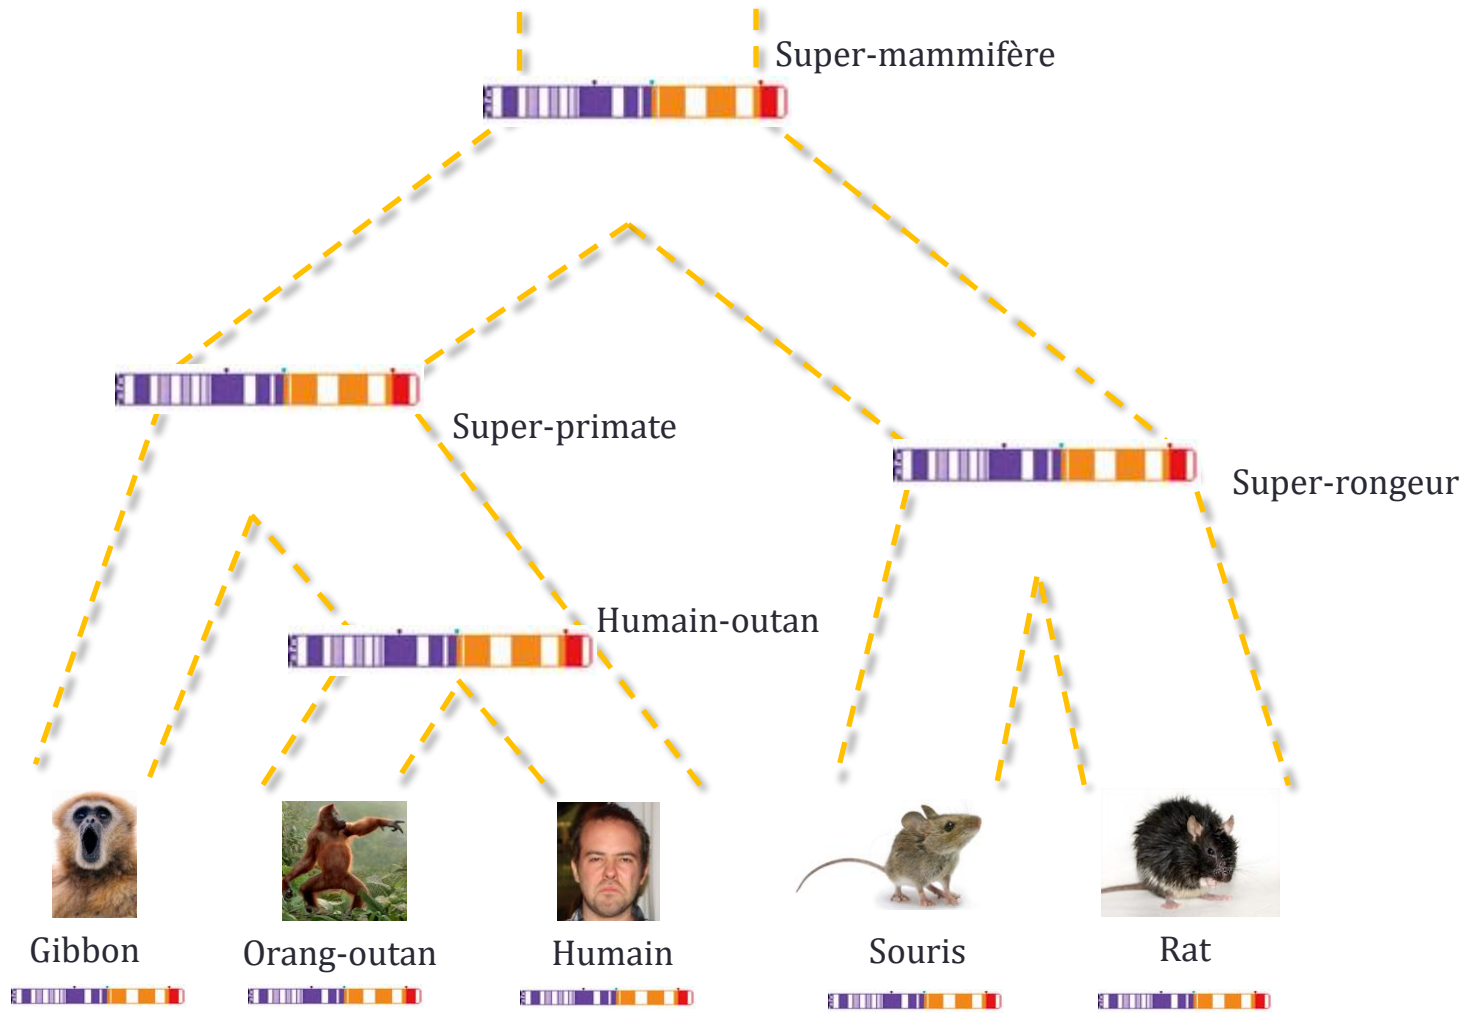 Super-mammifère
Super-primate
Super-rongeur
Humain-outan
Gibbon
Orang-outan
Humain
Souris
Rat